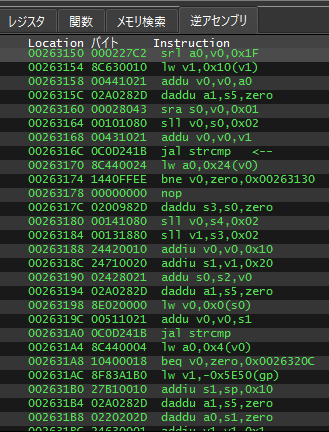 レジスタ 関数 メモリ検索 逆アセンブリ
Location バイト Instruction
00263150 000227C2 srl a0,v0,0x1F
00263154 8C630010 lw v1,0x10(v1)
00263158 00441021 addu v0,v0,a0
0026315C 02A0282D daddu a1,s5,zero
00263160 00028043 sra s0,v0,0x01
00263164 00101080 sll v0,s0,0x02
00263168 00431021 addu v0,v0,v1
0026316C 0C0D241B jal strcmp <--
00263170 8C440024 lw a0,0x24(v0)
00263174 1440FFEE bne v0,zero,0x00263130
00263178 00000000 nop
0026317C 0200982D daddu s3,s0,zero
00263180 00141080 sll v0,s4,0x02
00263184 00131880 sll v1,s3,0x02
00263188 24420010 addiu v0,v0,0x10
0026318C 24710020 addiu s1,v1,0x20
00263190 02428021 addu s0,s2,v0
00263194 02A0282D daddu a1,s5,zero
00263198 8E020000 lw v0,0x0(s0)
0026319C 00511021 addu v0,v0,s1
002631A0 0C0D241B jal strcmp
002631A4 8C440004 lw a0,0x4(v0)
002631A8 10400018 beq v0,zero,0x0026320C
002631AC 8F83A1B0 lw v1,-0x5E50(gp)
002631B0 27B10010 addiu s1,sp,0x10
002631B4 02A0282D daddu a1,s5,zero
002631B8 0220202D daddu a0,s1,zero
002631BC 24630001 addiu v1,v1,0x1